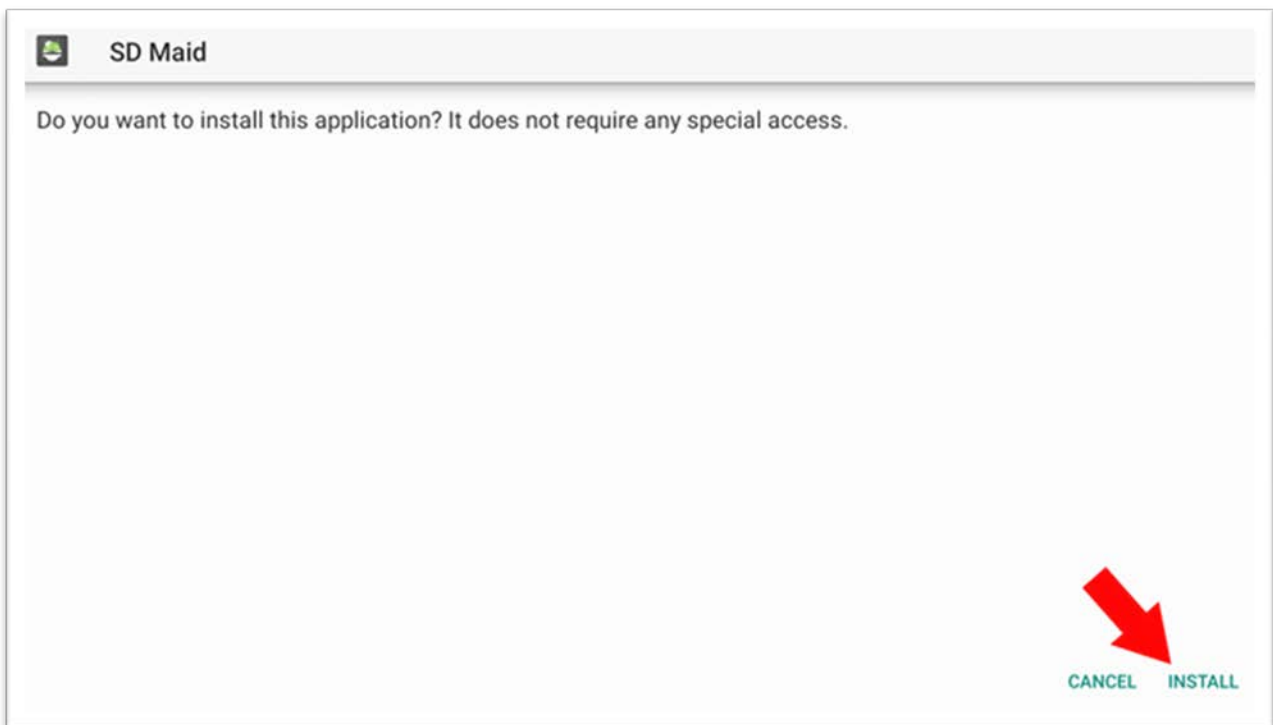 SD Maid
Do you want to install this application? It does not require any special access.
CANCEL INSTALL